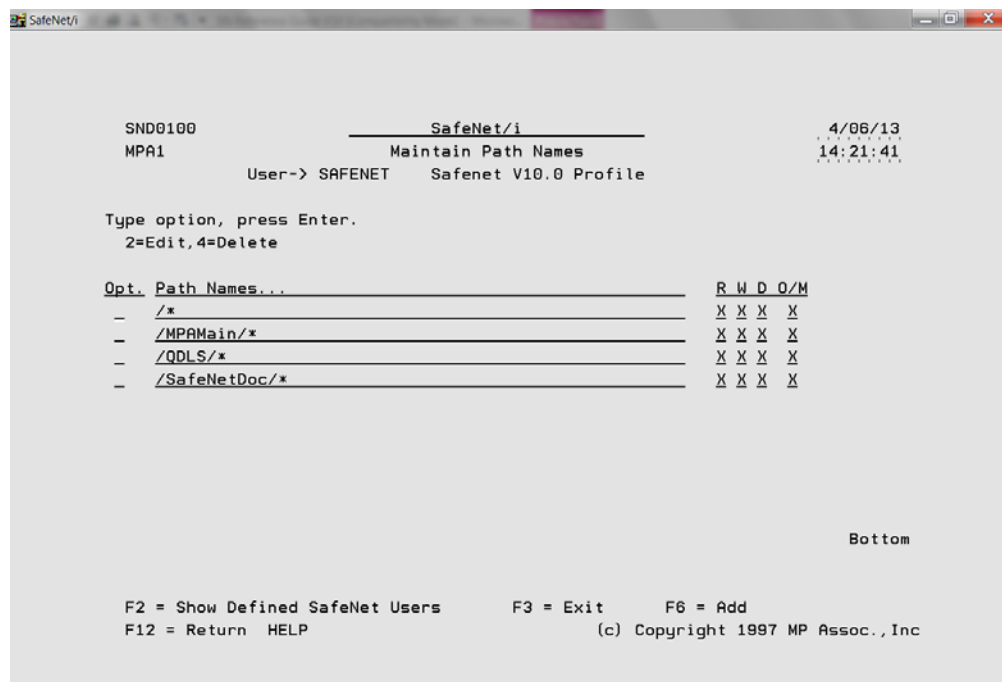 SafeNet/i
SND0100 SafeNet/i 4/06/13
MPA1 Maintain Path Names 14:21:41
User-> SAFENET Safenet V10.0 Profile
Type option, press Enter.
2=Edit,4=Delete
Opt. Path Names... R W D O/M
_ /* X X X X
_ /MPAMain/* X X X X
_ /QDLS/* X X X X
_ /SafeNetDoc/* X X X X
Bottom
F2 = Show Defined SafeNet Users F3 = Exit F6 = Add
F12 = Return HELP (c) Copyright 1997 MP Assoc.,Inc